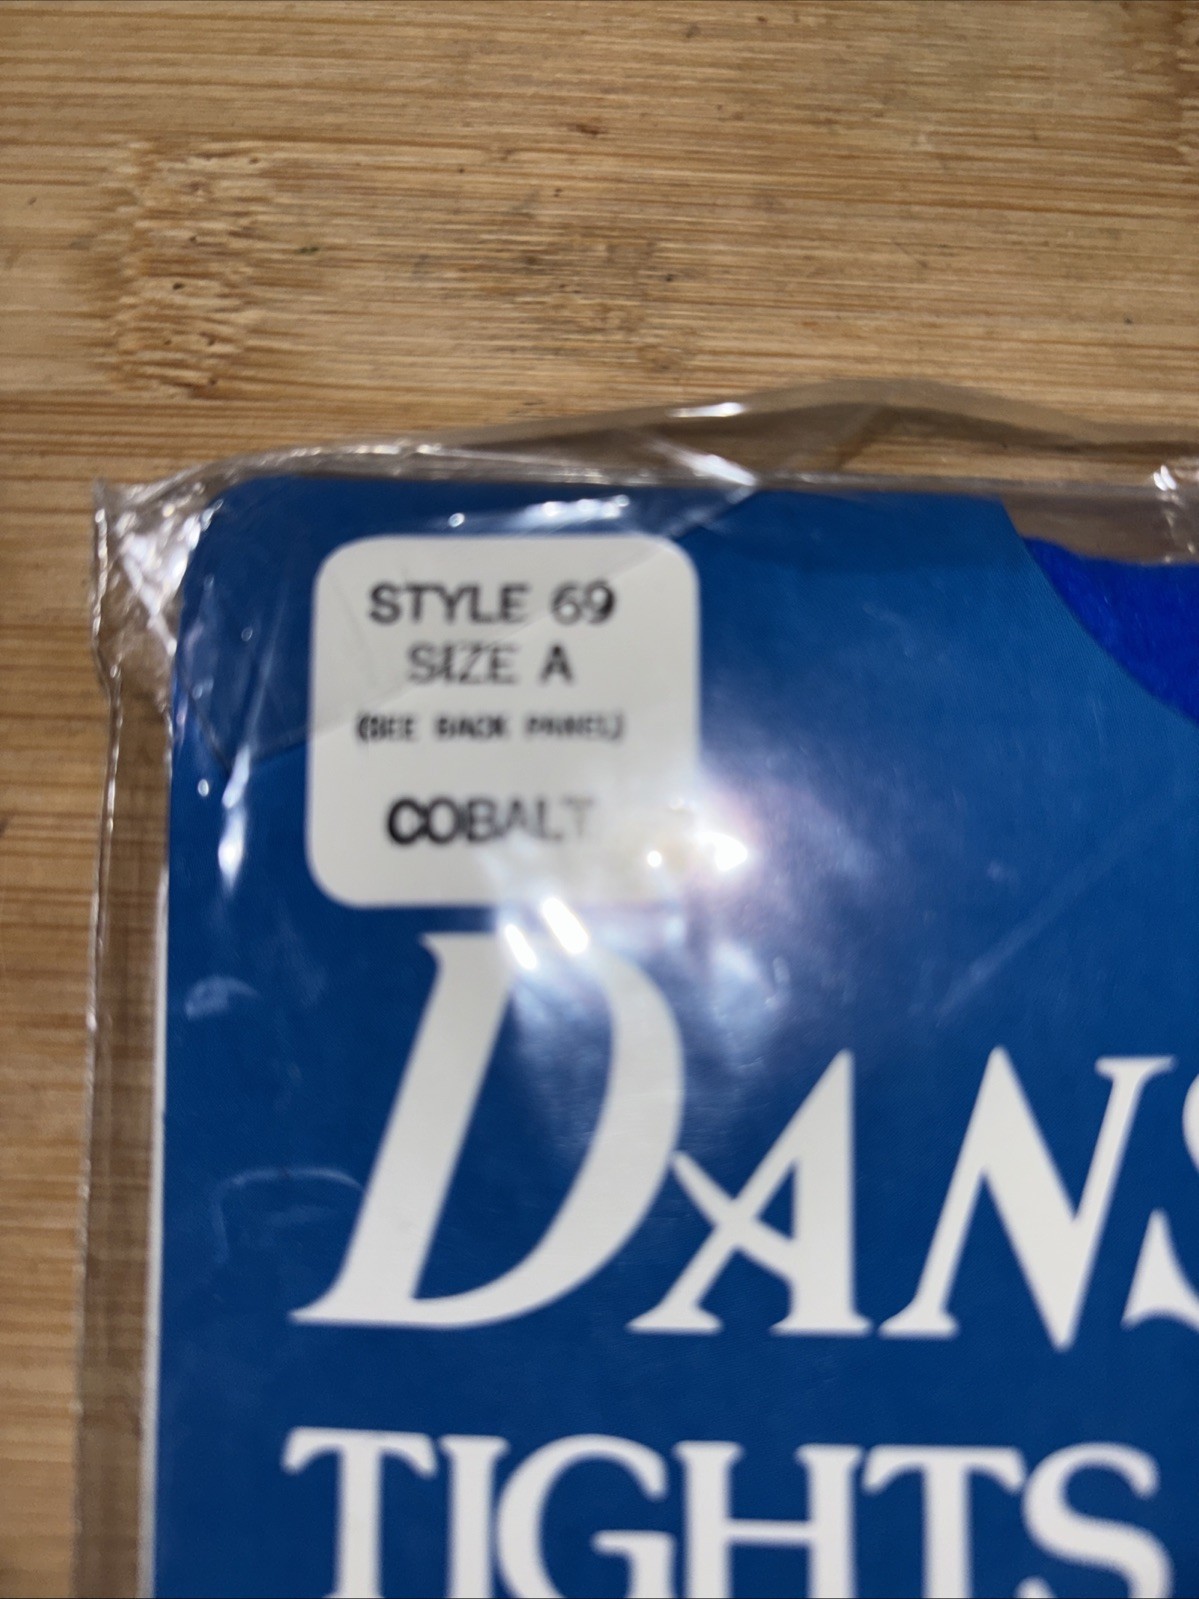 STYLE 69
SIZE A
(SEE BACK PANEL)
COBALT
DANS
TIGHTS